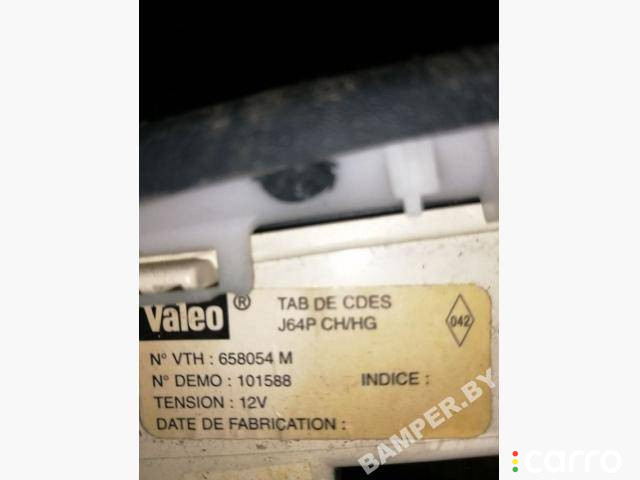 Valeo ® TAB DE CDES
J64P CH/HG
042
N° VTH : 658054 M
N° DEMO : 101588 INDICE :
TENSION : 12V
DATE DE FABRICATION :
BAMPER.BY
carro